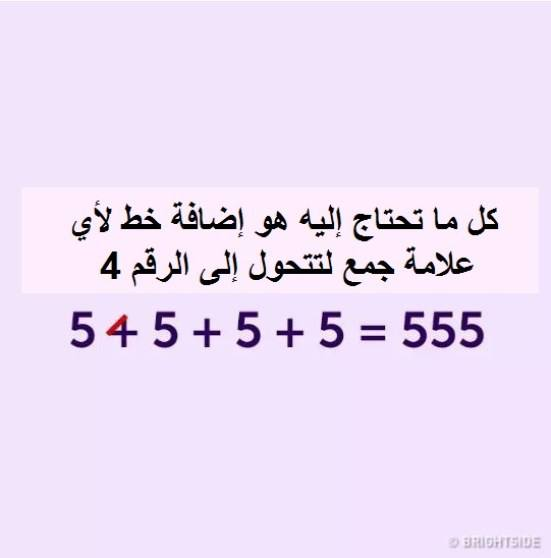 كل ما تحتاج إليه هو إضافة خط لأي
علامة جمع لتتحول إلى الرقم 4
5 4 5 + 5 + 5 = 555
© BRIGHTSIDE